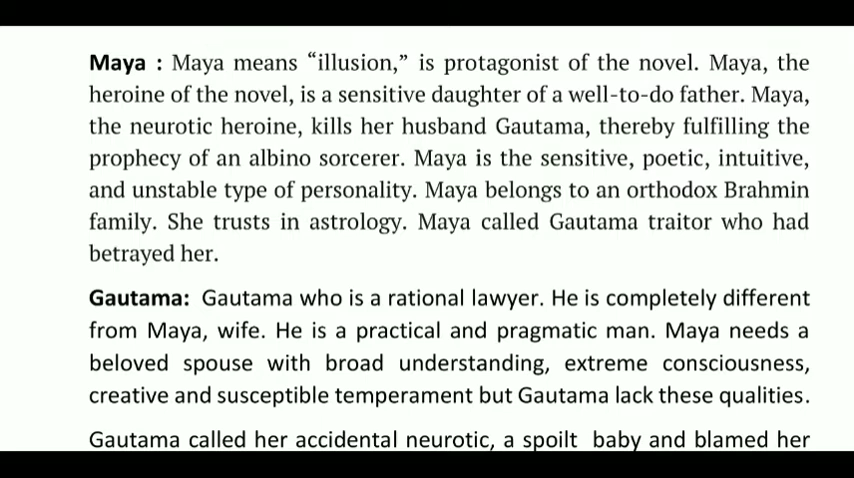 Maya : Maya means “illusion,” is protagonist of the novel. Maya, the
heroine of the novel, is a sensitive daughter of a well-to-do father. Maya,
the neurotic heroine, kills her husband Gautama, thereby fulfilling the
prophecy of an albino sorcerer. Maya is the sensitive, poetic, intuitive,
and unstable type of personality. Maya belongs to an orthodox Brahmin
family. She trusts in astrology. Maya called Gautama traitor who had
betrayed her.
Gautama: Gautama who is a rational lawyer. He is completely different
from Maya, wife. He is a practical and pragmatic man. Maya needs a
beloved spouse with broad understanding, extreme consciousness,
creative and susceptible temperament but Gautama lack these qualities.
Gautama called her accidental neurotic, a spoilt baby and blamed her